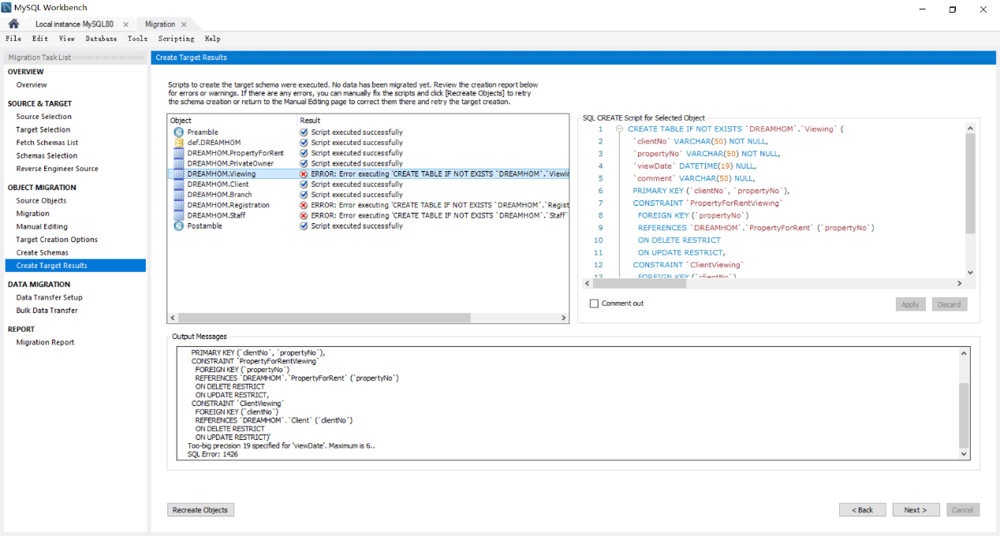 MySQL Workbench
Local instance MySQL80
Migration
File Edit View Database Tools Scripting Help
Migration Task List
OVERVIEW
Overview
SOURCE & TARGET
Source Selection
Target Selection
Fetch Schemas List
Schemas Selection
Reverse Engineer Source
OBJECT MIGRATION
Source Objects
Migration
Manual Editing
Target Creation Options
Create Schemas
Create Target Results
DATA MIGRATION
Data Transfer Setup
Bulk Data Transfer
REPORT
Migration Report
Create Target Results
Scripts to create the target schema were executed. No data has been migrated yet. Review the creation report below
for errors or warnings. If there are any errors, you can manually fix the scripts and click [Recreate Objects] to retry
the schema creation or return to the Manual Editing page to correct them there and retry the target creation.
Object Result
Preamble Script executed successfully
def.DREAMHOM Script executed successfully
DREAMHOM.PropertyForRent Script executed successfully
DREAMHOM.PrivateOwner Script executed successfully
DREAMHOM.Viewing ERROR: Error executing 'CREATE TABLE IF NOT EXISTS `DREAMHOM`.`Viewin
DREAMHOM.Client Script executed successfully
DREAMHOM.Branch Script executed successfully
DREAMHOM.Registration ERROR: Error executing 'CREATE TABLE IF NOT EXISTS `DREAMHOM`.`Regist
DREAMHOM.Staff ERROR: Error executing 'CREATE TABLE IF NOT EXISTS `DREAMHOM`.`Staff`
Postamble Script executed successfully
SQL CREATE Script for Selected Object
1 CREATE TABLE IF NOT EXISTS `DREAMHOM`.`Viewing` (
2 `clientNo` VARCHAR(50) NOT NULL,
3 `propertyNo` VARCHAR(50) NOT NULL,
4 `viewDate` DATETIME(19) NULL,
5 `comment` VARCHAR(50) NULL,
6 PRIMARY KEY (`clientNo`, `propertyNo`),
7 CONSTRAINT `PropertyForRentViewing`
8 FOREIGN KEY (`propertyNo`)
9 REFERENCES `DREAMHOM`.`PropertyForRent` (`propertyNo`)
10 ON DELETE RESTRICT
11 ON UPDATE RESTRICT,
12 CONSTRAINT `ClientViewing`
13 FOREIGN KEY (`clientNo`)
Comment out
Apply
Discard
Output Messages
PRIMARY KEY (`clientNo`, `propertyNo`),
CONSTRAINT `PropertyForRentViewing`
FOREIGN KEY (`propertyNo`)
REFERENCES `DREAMHOM`.`PropertyForRent` (`propertyNo`)
ON DELETE RESTRICT
ON UPDATE RESTRICT,
CONSTRAINT `ClientViewing`
FOREIGN KEY (`clientNo`)
REFERENCES `DREAMHOM`.`Client` (`clientNo`)
ON DELETE RESTRICT
ON UPDATE RESTRICT)'
Too-big precision 19 specified for 'viewDate'. Maximum is 6..
SQL Error: 1426
Recreate Objects
< Back
Next >
Cancel